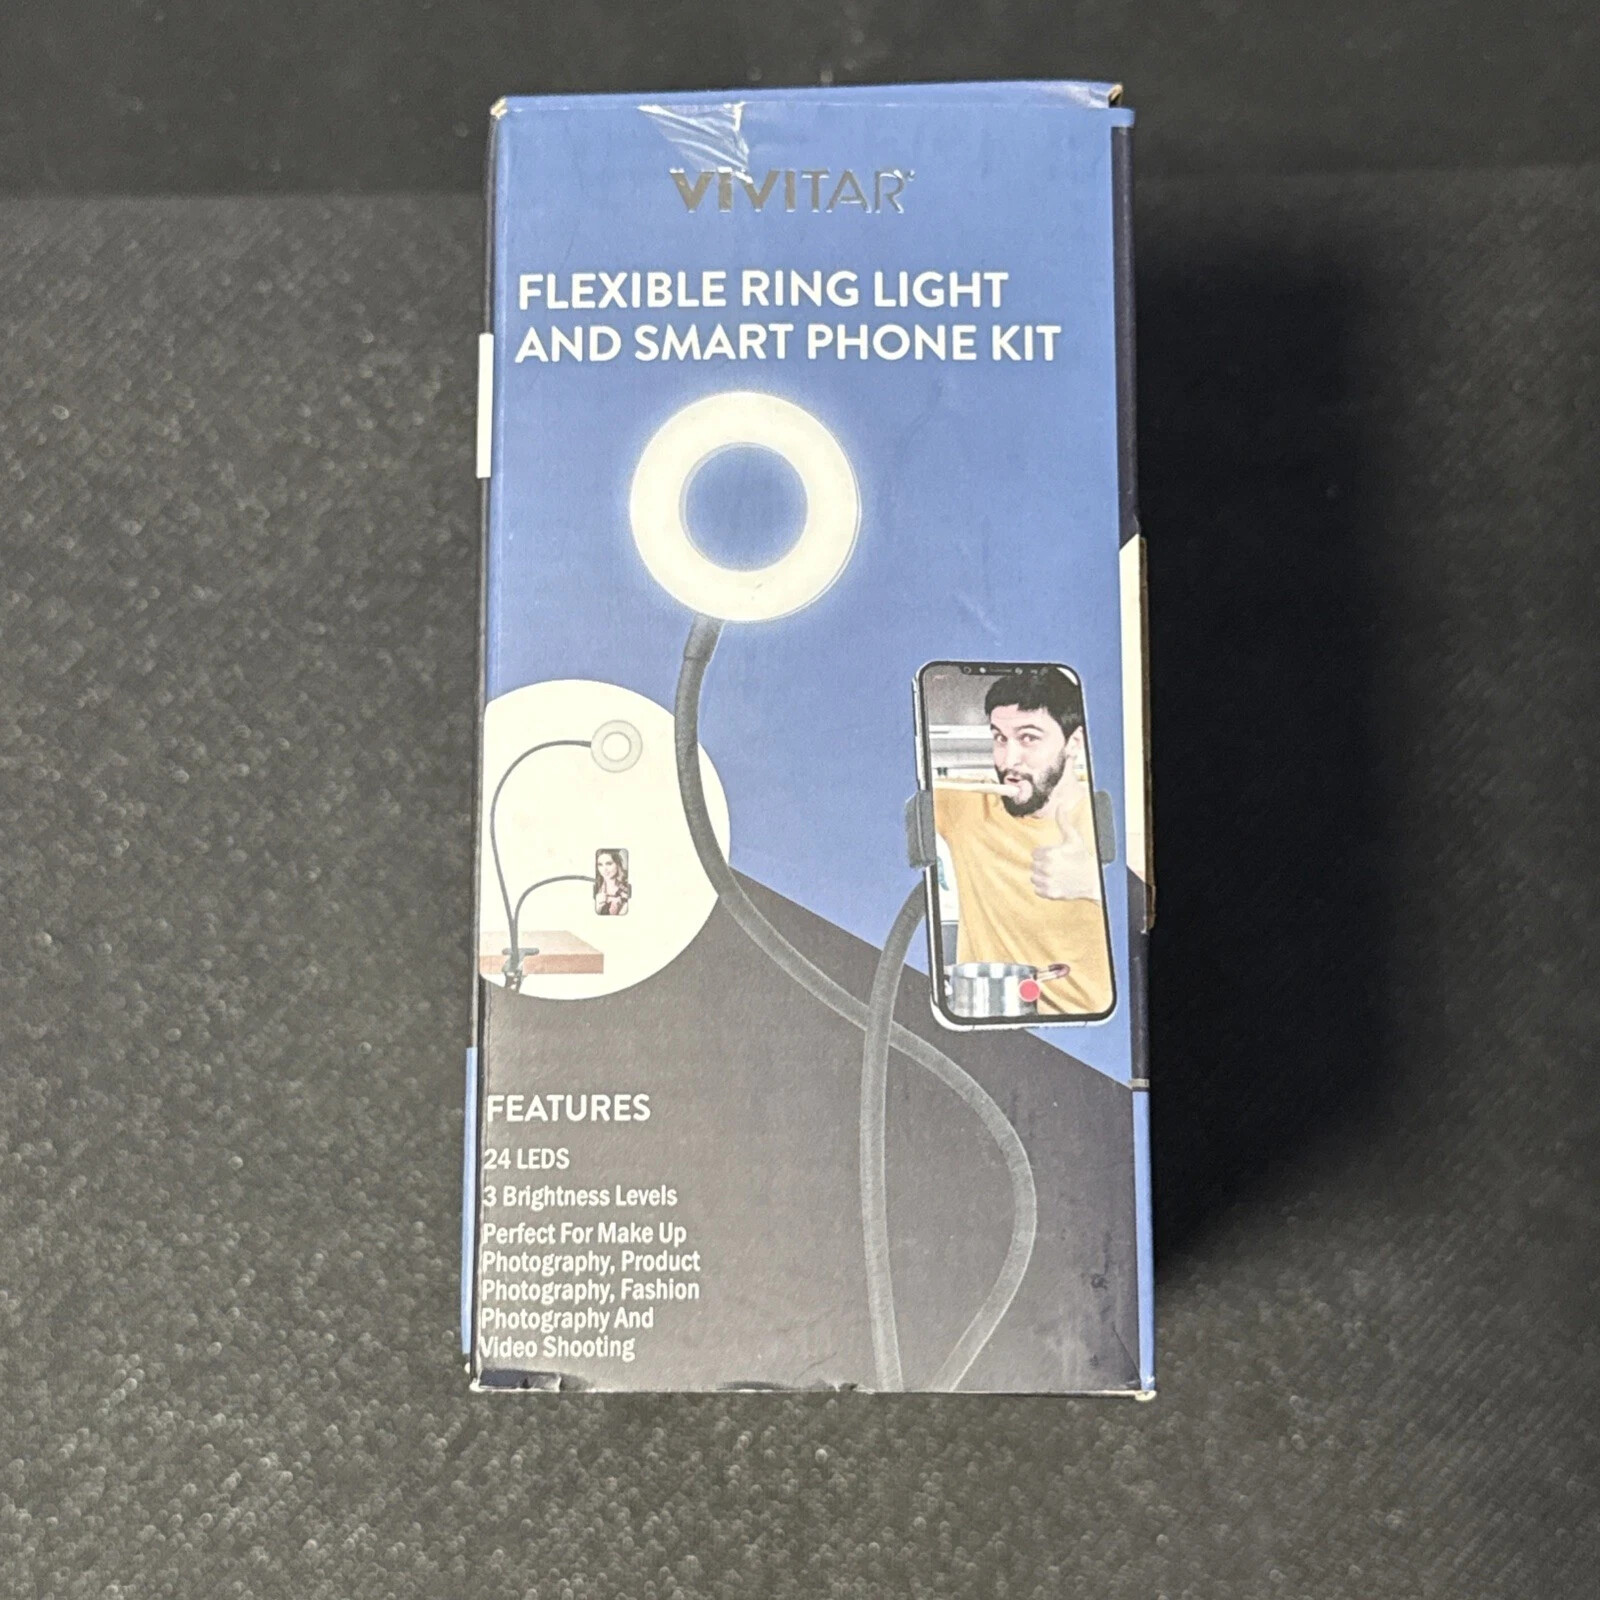 VIVITAR
FLEXIBLE RING LIGHT
AND SMART PHONE KIT
FEATURES
24 LEDS
3 Brightness Levels
Perfect For Make Up
Photography, Product
Photography, Fashion
Photography And
Video Shooting